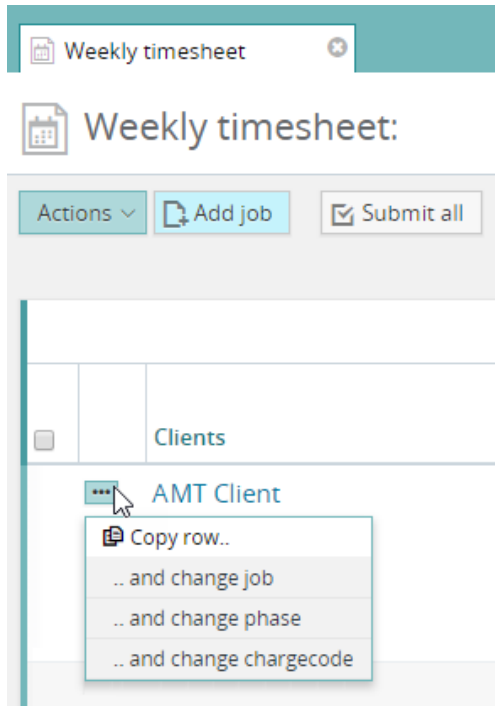 Weekly timesheet
Weekly timesheet:
Actions
Add job
Submit all
Clients
AMT Client
Copy row..
.. and change job
.. and change phase
.. and change chargecode